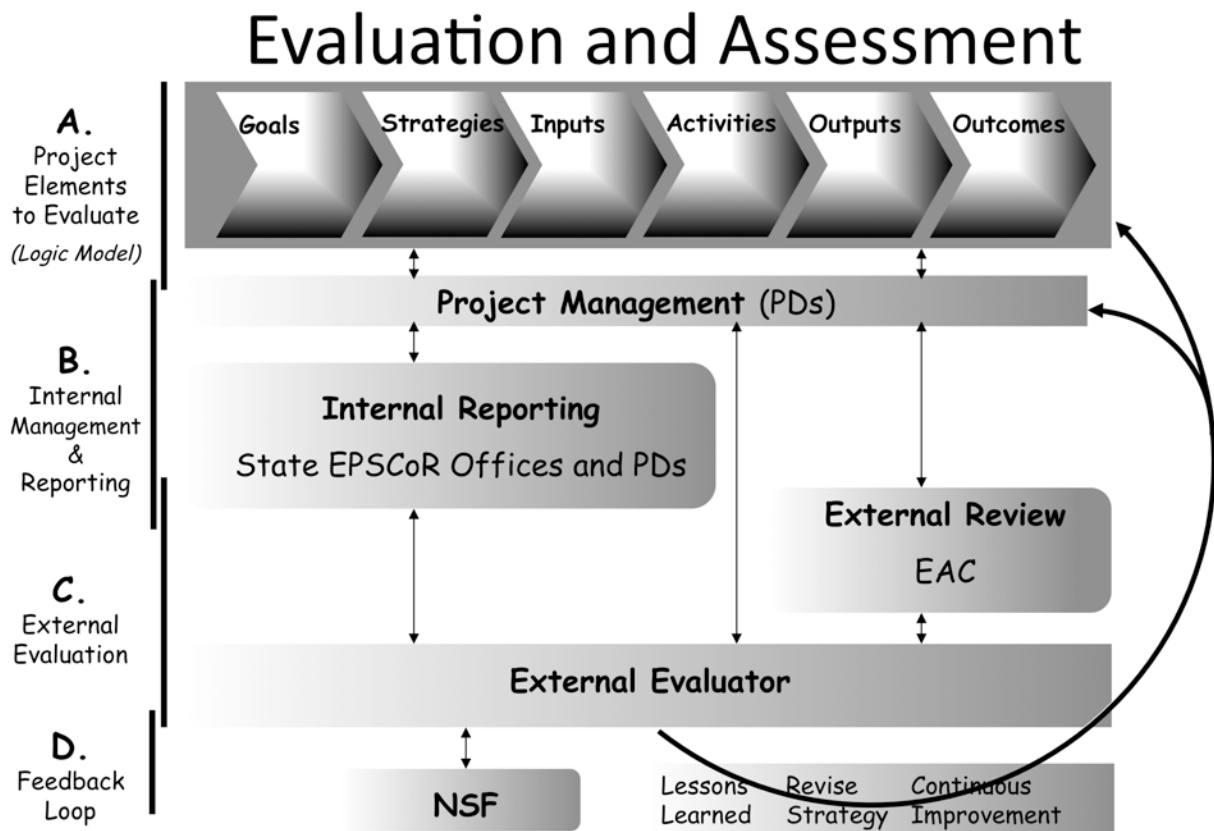 Evaluation and Assessment
A.
Project
Elements
to Evaluate
(Logic Model)
Goals
Strategies
Inputs
Activities
Outputs
Outcomes
Project Management (PDs)
B.
Internal
Management
&
Reporting
Internal Reporting
State EPSCoR Offices and PDs
External Review
EAC
C.
External
Evaluation
External Evaluator
D.
Feedback
Loop
NSF
Lessons
Learned
Revise
Strategy
Continuous
Improvement